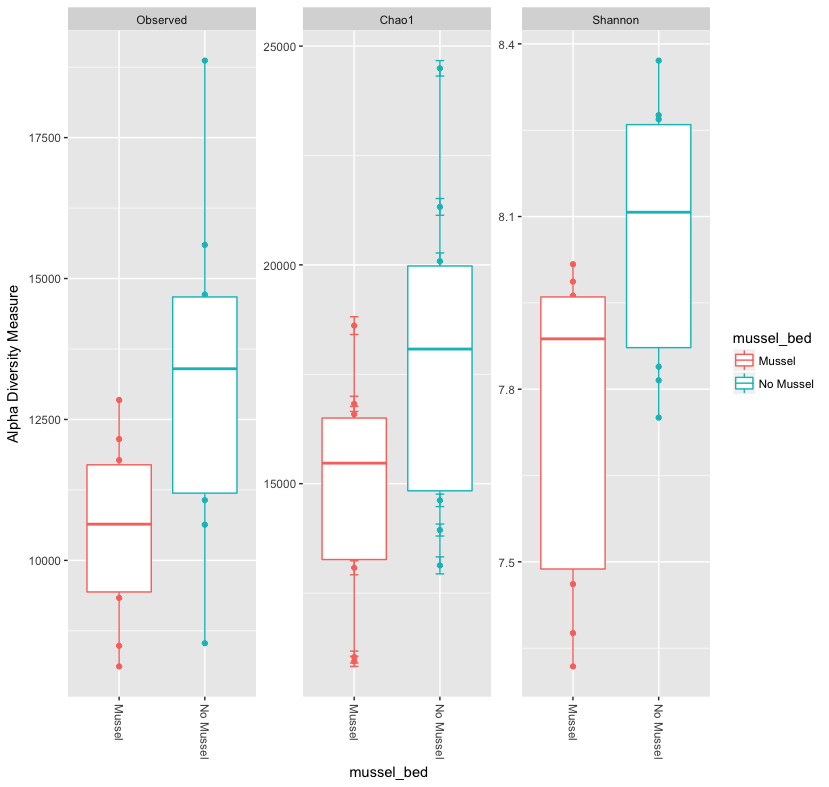 Observed
Chao1
Shannon
Alpha Diversity Measure
17500
15000
12500
10000
25000
20000
15000
8.4
8.1
7.8
7.5
Mussel
No Mussel
Mussel
No Mussel
Mussel
No Mussel
mussel_bed
mussel_bed
Mussel
No Mussel